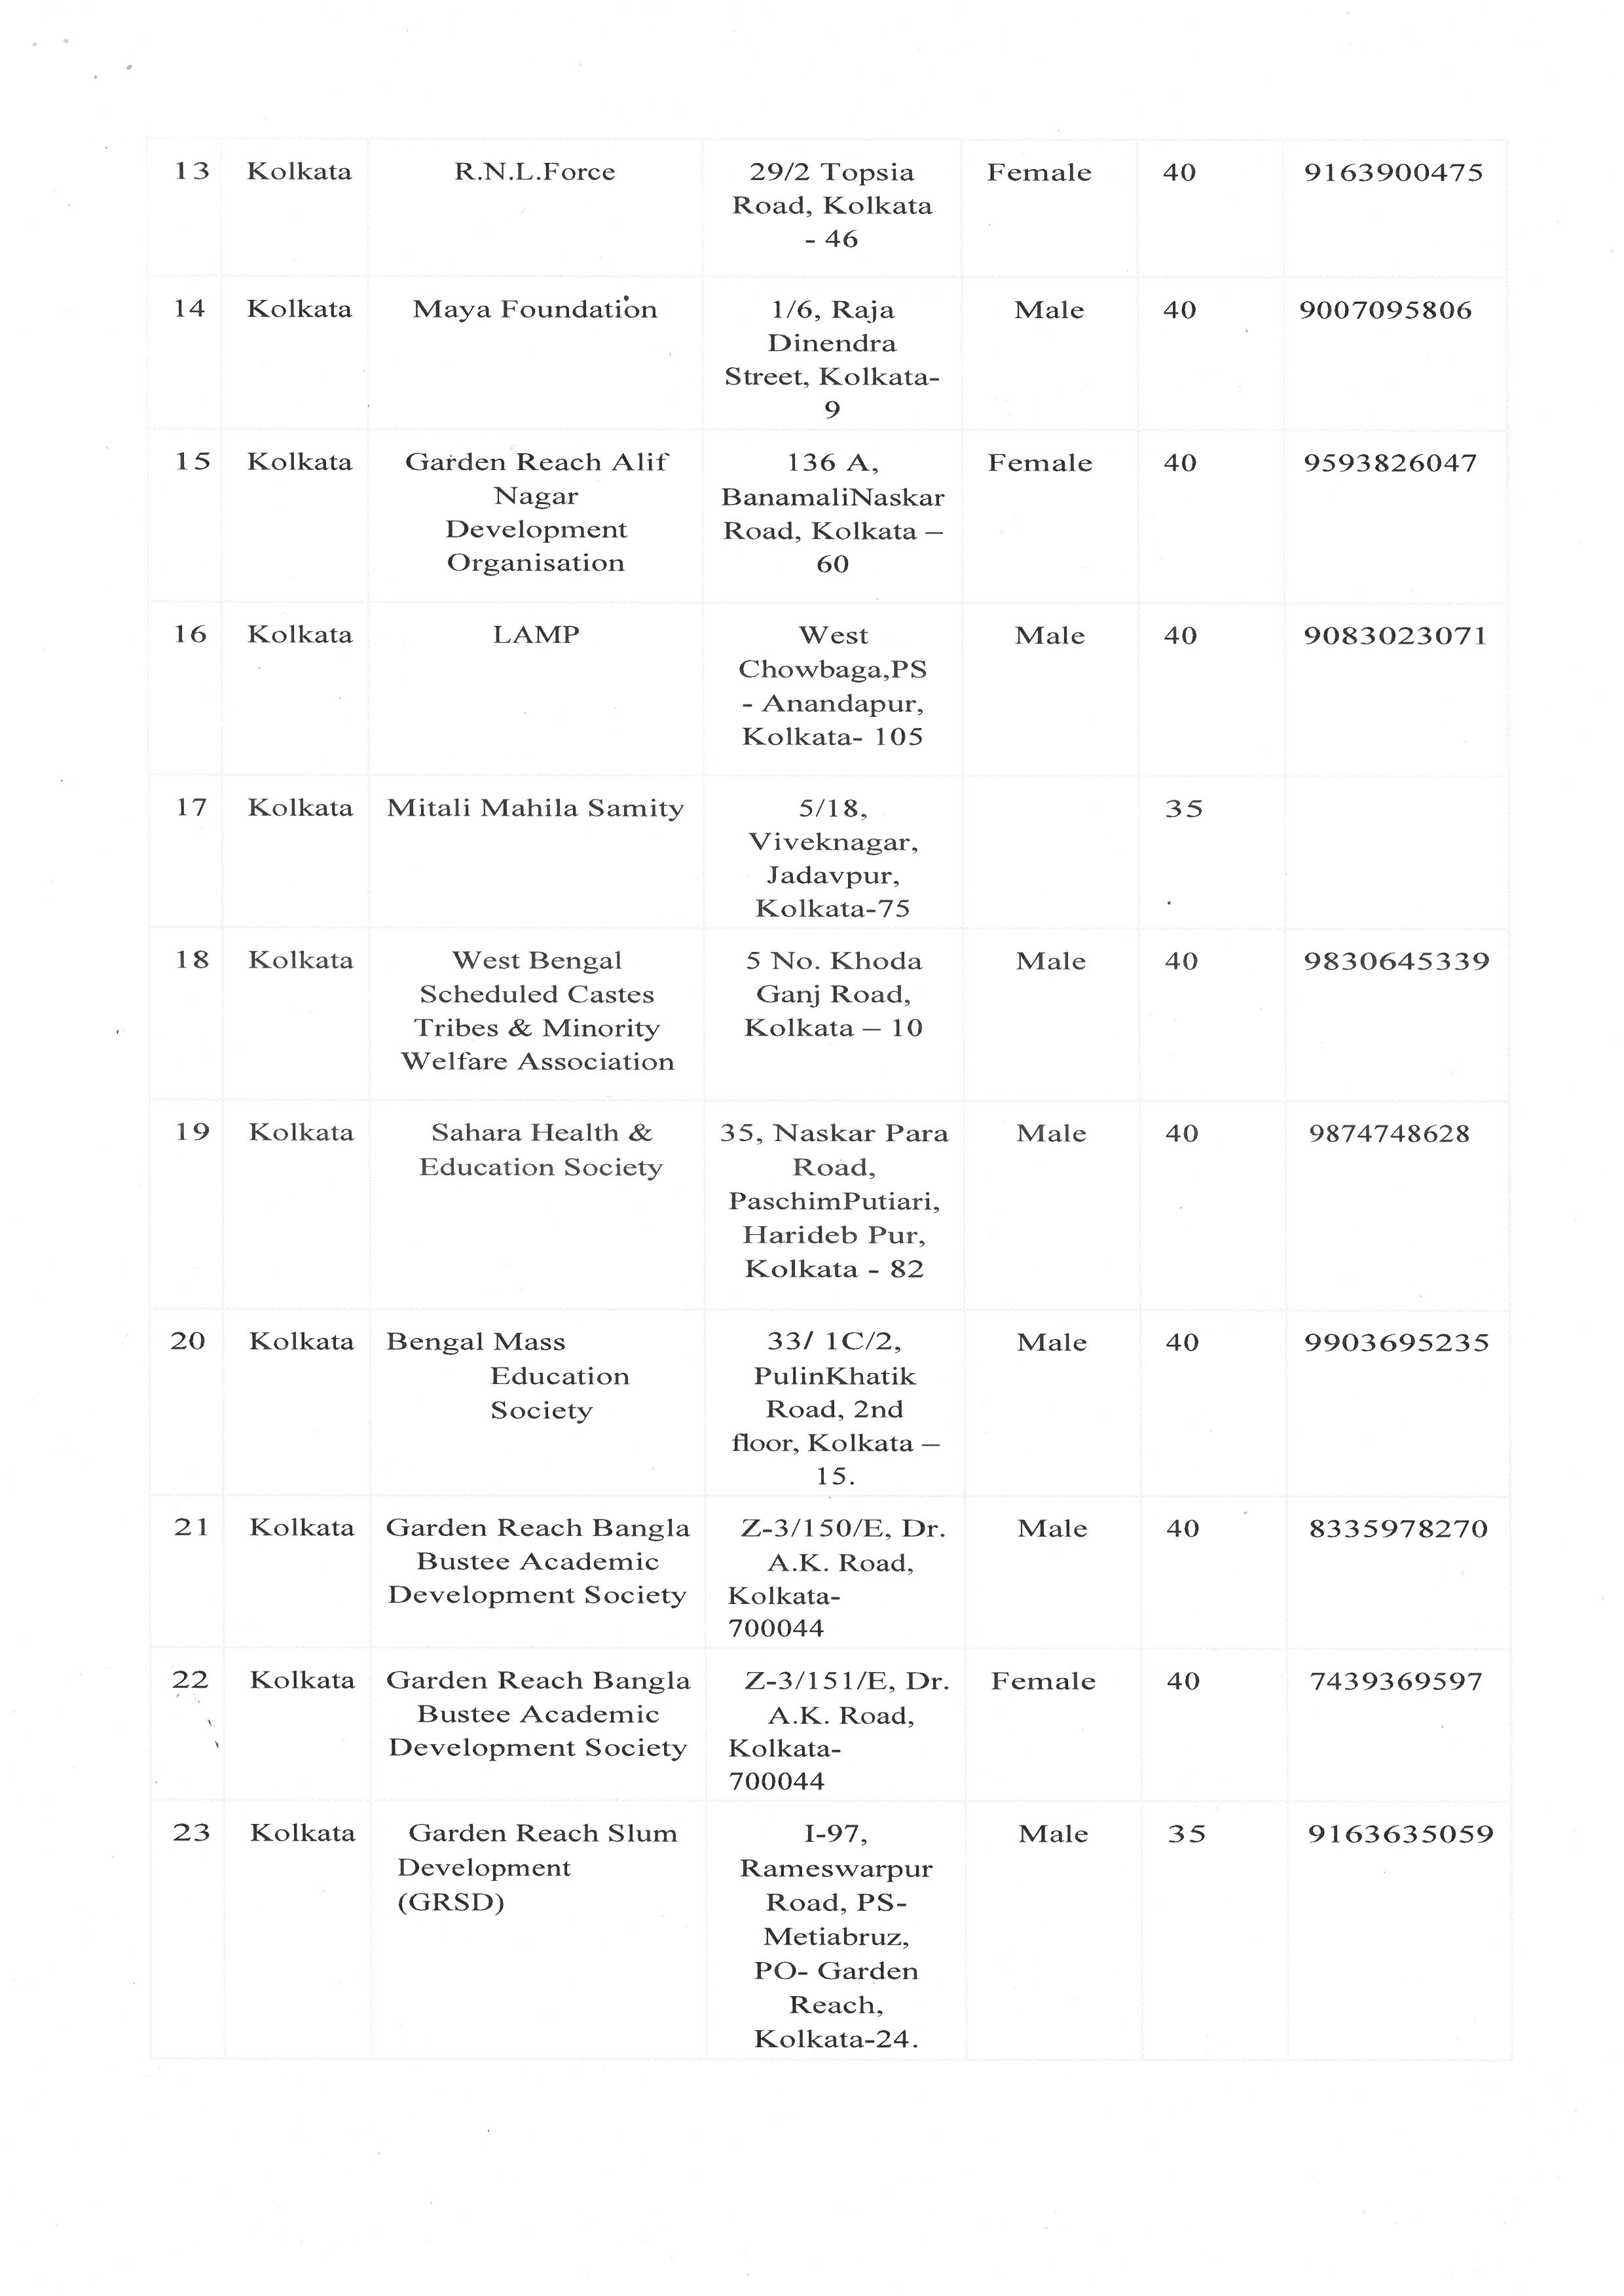 13 Kolkata R.N.L.Force 29/2 Topsia Female 40 9163900475
Road, Kolkata
- 46
14 Kolkata Maya Foundation 1/6, Raja Male 40 9007095806
Dinendra
Street, Kolkata-
9
15 Kolkata Garden Reach Alif 136 A, Female 40 9593826047
Nagar BanamaliNaskar
Development Road, Kolkata –
Organisation 60
16 Kolkata LAMP West Male 40 9083023071
Chowbaga,PS
- Anandapur,
Kolkata- 105
17 Kolkata Mitali Mahila Samity 5/18, 35
Viveknagar,
Jadavpur,
Kolkata-75
18 Kolkata West Bengal 5 No. Khoda Male 40 9830645339
Scheduled Castes Ganj Road,
Tribes & Minority Kolkata – 10
Welfare Association
19 Kolkata Sahara Health & 35, Naskar Para Male 40 9874748628
Education Society Road,
PaschimPutiari,
Harideb Pur,
Kolkata - 82
20 Kolkata Bengal Mass 33/ 1C/2, Male 40 9903695235
Education PulinKhatik
Society Road, 2nd
floor, Kolkata –
15.
21 Kolkata Garden Reach Bangla Z-3/150/E, Dr. Male 40 8335978270
Bustee Academic A.K. Road,
Development Society Kolkata-
700044
22 Kolkata Garden Reach Bangla Z-3/151/E, Dr. Female 40 7439369597
Bustee Academic A.K. Road,
Development Society Kolkata-
700044
23 Kolkata Garden Reach Slum I-97, Male 35 9163635059
Development Rameswarpur
(GRSD) Road, PS-
Metiabruz,
PO- Garden
Reach,
Kolkata-24.